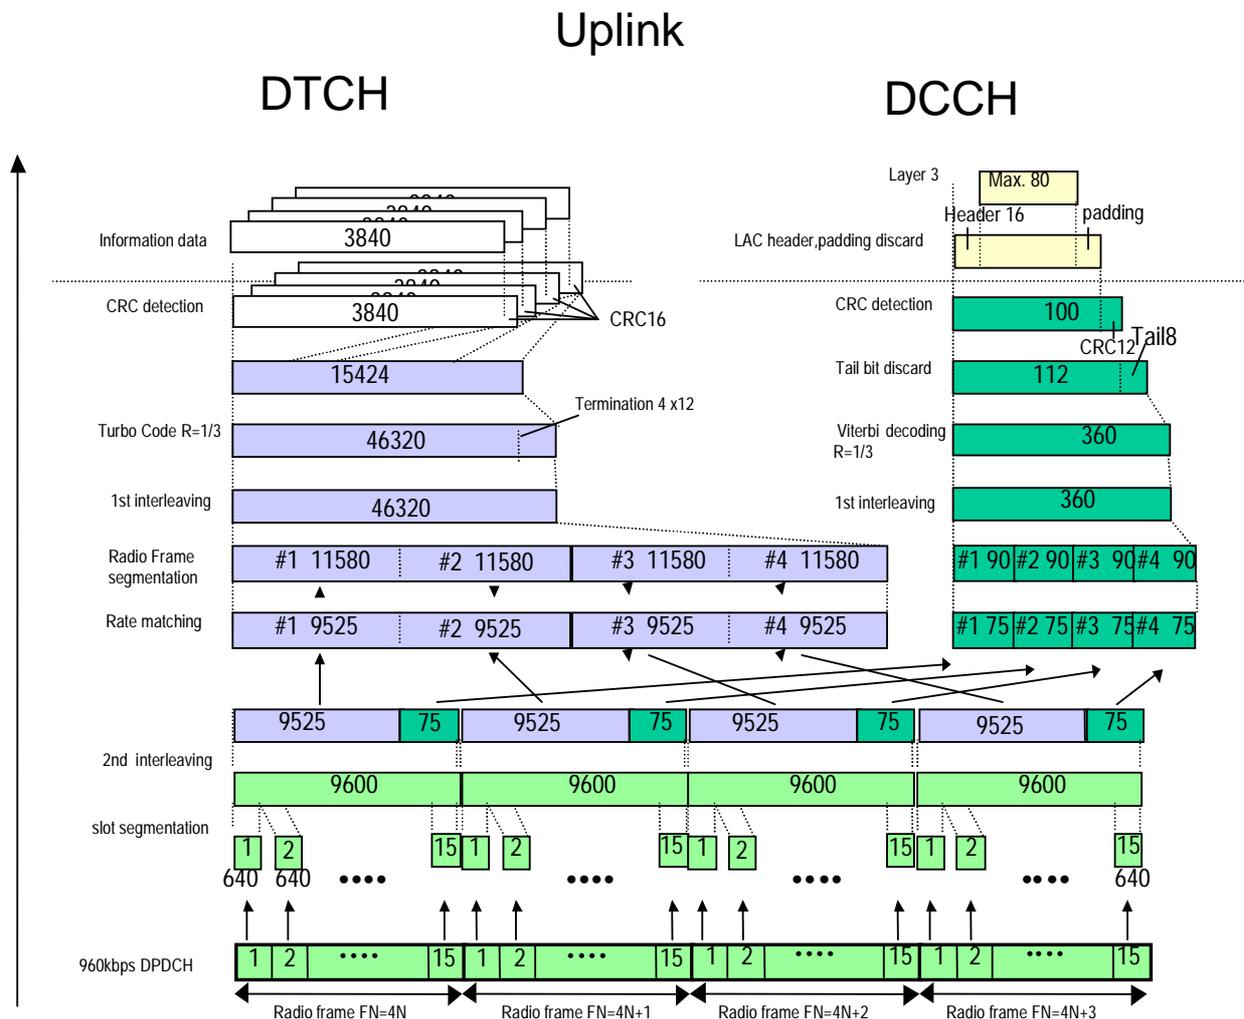 Uplink
DTCH
DCCH
Layer 3
Max. 80
Header 16
padding
Information data
3840
LAC header,padding discard
CRC detection
3840
CRC16
CRC detection
100
CRC12
Tail8
15424
Tail bit discard
112
Termination 4 x12
Turbo Code R=1/3
46320
Viterbi decoding
R=1/3
360
1st interleaving
46320
1st interleaving
360
Radio Frame
segmentation
#1 11580 #2 11580 #3 11580 #4 11580
#1 90 #2 90 #3 90 #4 90
Rate matching
#1 9525 #2 9525 #3 9525 #4 9525
#1 75 #2 75 #3 75 #4 75
9525 75 9525 75 9525 75 9525 75
2nd interleaving
9600 9600 9600 9600
slot segmentation
1 2 15 1 2 15 1 2 15 1 2 15
640 640 •••• •••• •••• •••• 640
960kbps DPDCH
1 2 •••• 15 1 2 •••• 15 1 2 •••• 15 1 2 •••• 15
Radio frame FN=4N Radio frame FN=4N+1 Radio frame FN=4N+2 Radio frame FN=4N+3